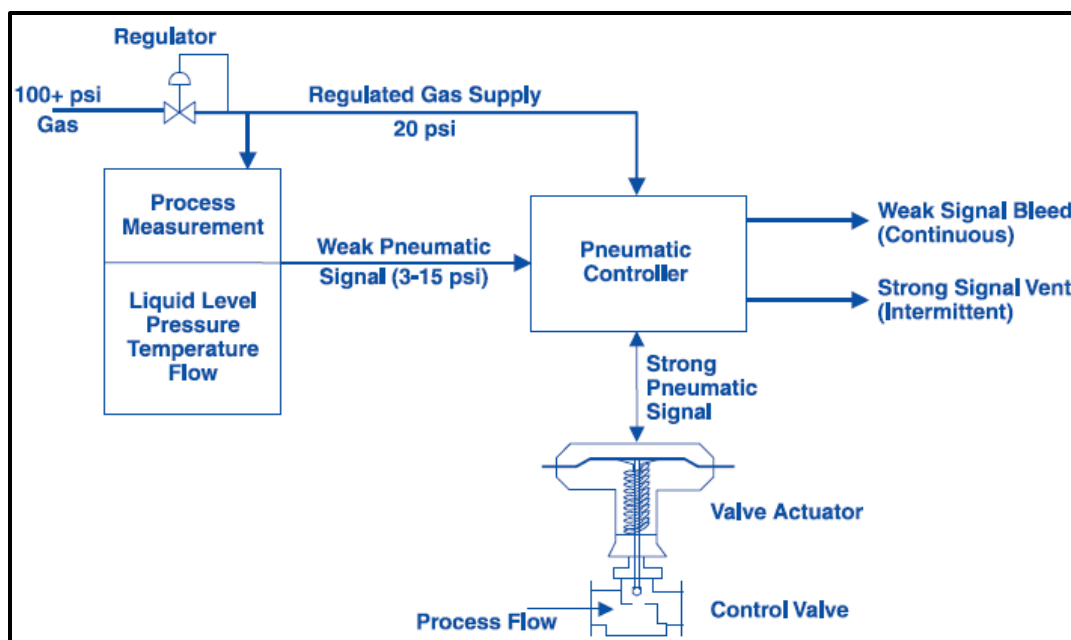 Regulator
100+ psi
Gas
Regulated Gas Supply
20 psi
Process
Measurement
Liquid Level
Pressure
Temperature
Flow
Weak Pneumatic
Signal (3-15 psi)
Pneumatic
Controller
Weak Signal Bleed
(Continuous)
Strong Signal Vent
(Intermittent)
Strong
Pneumatic
Signal
Valve Actuator
Process Flow
Control Valve